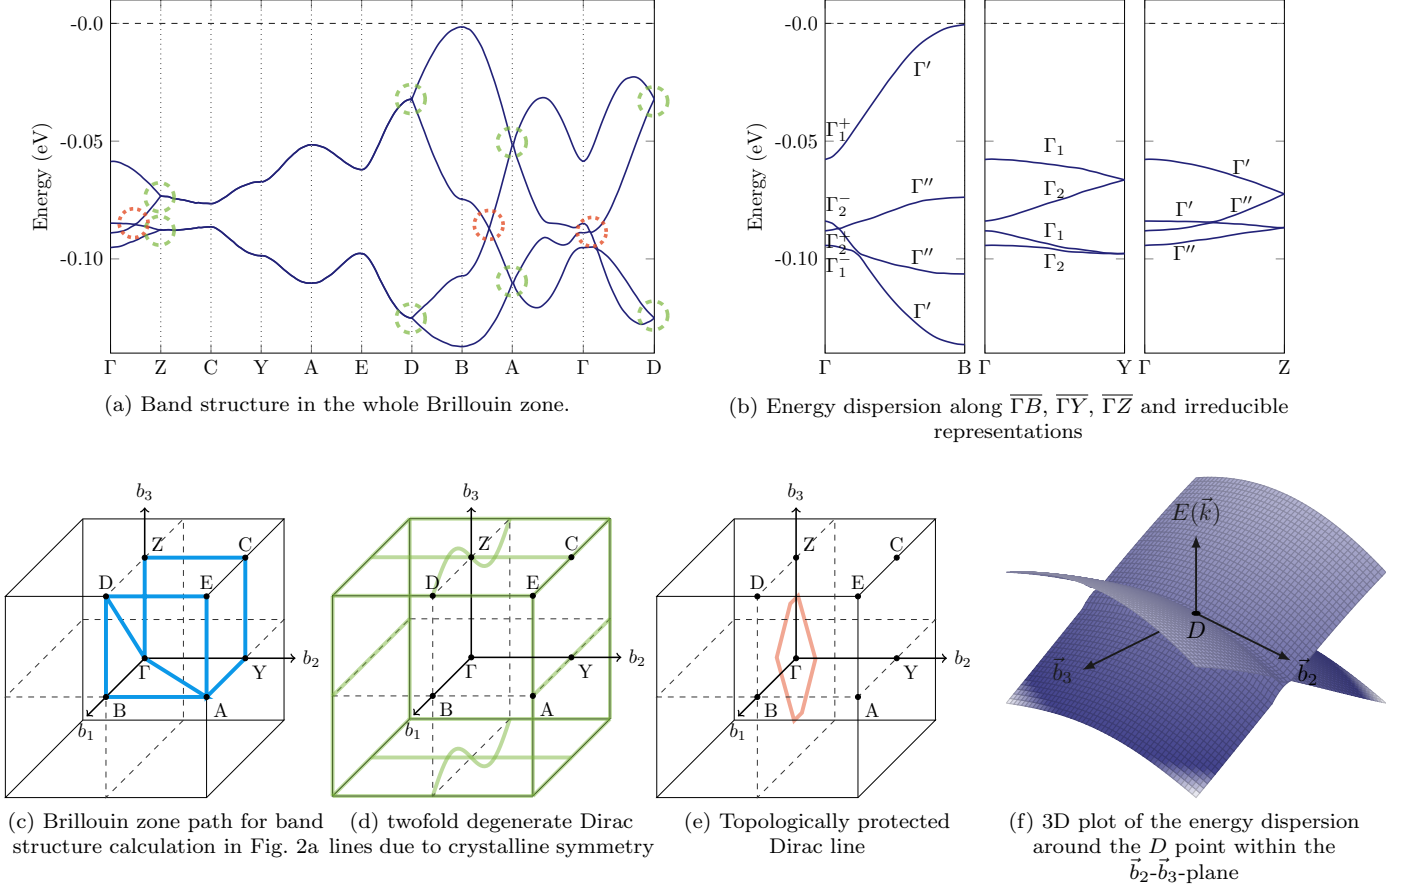 -0.0
-0.05
-0.10
Energy (eV)
Γ Z C Y A E D B A Γ D
(a) Band structure in the whole Brillouin zone.
-0.0
-0.05
-0.10
Energy (eV)
Γ′
Γ₁⁺
Γ″
Γ₂⁻
Γ₂⁺
Γ″
Γ₁⁻
Γ′
Γ B
Γ₁
Γ₂
Γ₁
Γ₂
Γ Y
Γ′
Γ′ Γ″
Γ″
Γ Z
(b) Energy dispersion along ΓB, ΓY, ΓZ and irreducible
representations
b₃
Z C
D E
Γ Y b₂
B A
b₁
(c) Brillouin zone path for band
structure calculation in Fig. 2a
b₃
Z C
D E
Γ Y b₂
B A
b₁
(d) twofold degenerate Dirac
lines due to crystalline symmetry
b₃
Z C
D E
Γ Y b₂
B A
b₁
(e) Topologically protected
Dirac line
E(k⃗)
D
b⃗₃
b⃗₂
(f) 3D plot of the energy dispersion
around the D point within the
b⃗₂-b⃗₃-plane